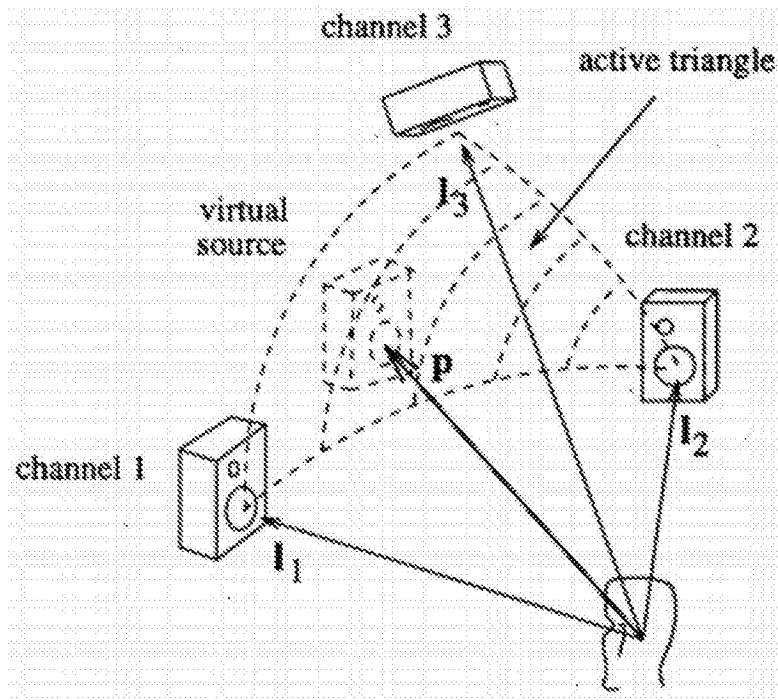 channel 3
active triangle
l3
virtual
source
channel 2
p
l2
channel 1
l1